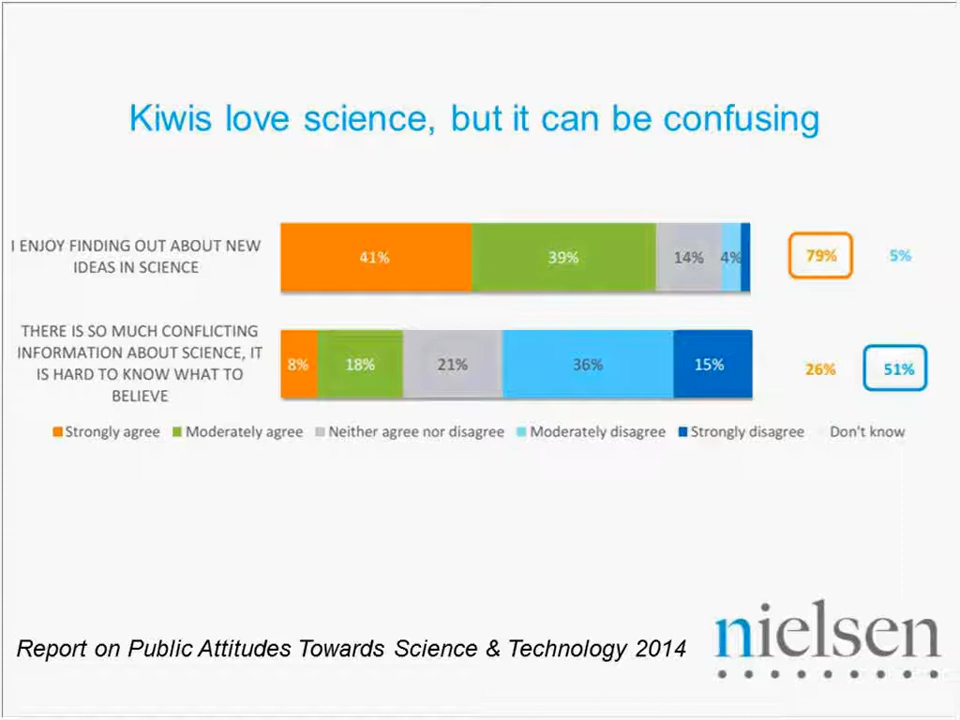 Kiwis love science, but it can be confusing
I ENJOY FINDING OUT ABOUT NEW
IDEAS IN SCIENCE
41% 39% 14% 4% 79% 5%
THERE IS SO MUCH CONFLICTING
INFORMATION ABOUT SCIENCE, IT
IS HARD TO KNOW WHAT TO
BELIEVE
8% 18% 21% 36% 15% 26% 51%
Strongly agree Moderately agree Neither agree nor disagree Moderately disagree Strongly disagree Don't know
Report on Public Attitudes Towards Science & Technology 2014
nielsen